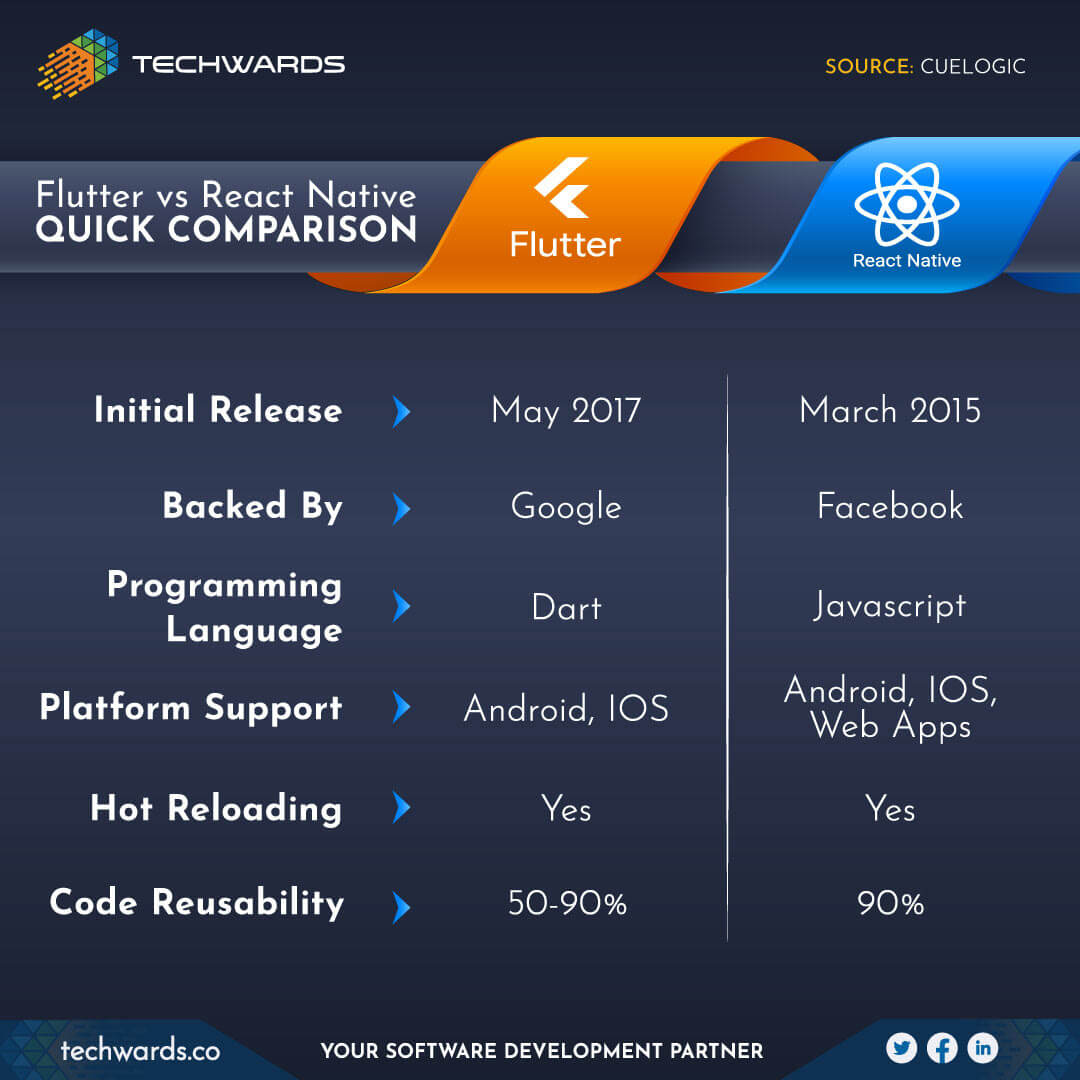 TECHWARDS
SOURCE: CUELOGIC
Flutter vs React Native
QUICK COMPARISON
Flutter
React Native
Initial Release
May 2017
March 2015
Backed By
Google
Facebook
Programming
Language
Dart
Javascript
Platform Support
Android, IOS
Android, IOS,
Web Apps
Hot Reloading
Yes
Yes
Code Reusability
50-90%
90%
techwards.co
YOUR SOFTWARE DEVELOPMENT PARTNER